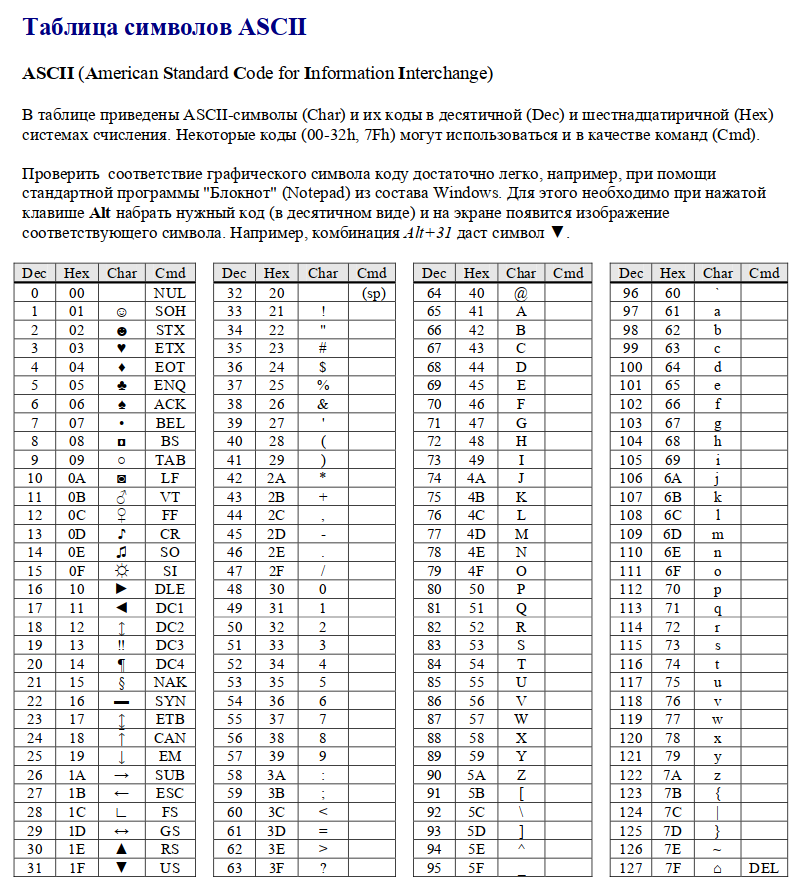 Таблица символов ASCII
ASCII (American Standard Code for Information Interchange)
В таблице приведены ASCII-символы (Char) и их коды в десятичной (Dec) и шестнадцатиричной (Hex)
системах счисления. Некоторые коды (00-32h, 7Fh) могут использоваться и в качестве команд (Cmd).
Проверить соответствие графического символа коду достаточно легко, например, при помощи
стандартной программы "Блокнот" (Notepad) из состава Windows. Для этого необходимо при нажатой
клавише Alt набрать нужный код (в десятичном виде) и на экране появится изображение
соответствующего символа. Например, комбинация Alt+31 даст символ ▼.
Dec Hex Char Cmd Dec Hex Char Cmd Dec Hex Char Cmd Dec Hex Char Cmd
0 00 NUL 32 20 (sp) 64 40 @ 96 60 `
1 01 ☺ SOH 33 21 ! 65 41 A 97 61 a
2 02 ☻ STX 34 22 " 66 42 B 98 62 b
3 03 ♥ ETX 35 23 # 67 43 C 99 63 c
4 04 ♦ EOT 36 24 $ 68 44 D 100 64 d
5 05 ♣ ENQ 37 25 % 69 45 E 101 65 e
6 06 ♠ ACK 38 26 & 70 46 F 102 66 f
7 07 • BEL 39 27 ' 71 47 G 103 67 g
8 08 ◘ BS 40 28 ( 72 48 H 104 68 h
9 09 ○ TAB 41 29 ) 73 49 I 105 69 i
10 0A ◙ LF 42 2A * 74 4A J 106 6A j
11 0B ♂ VT 43 2B + 75 4B K 107 6B k
12 0C ♀ FF 44 2C , 76 4C L 108 6C l
13 0D ♪ CR 45 2D - 77 4D M 109 6D m
14 0E ♫ SO 46 2E . 78 4E N 110 6E n
15 0F ☼ SI 47 2F / 79 4F O 111 6F o
16 10 ► DLE 48 30 0 80 50 P 112 70 p
17 11 ◄ DC1 49 31 1 81 51 Q 113 71 q
18 12 ↕ DC2 50 32 2 82 52 R 114 72 r
19 13 ‼ DC3 51 33 3 83 53 S 115 73 s
20 14 ¶ DC4 52 34 4 84 54 T 116 74 t
21 15 § NAK 53 35 5 85 55 U 117 75 u
22 16 ▬ SYN 54 36 6 86 56 V 118 76 v
23 17 ↨ ETB 55 37 7 87 57 W 119 77 w
24 18 ↑ CAN 56 38 8 88 58 X 120 78 x
25 19 ↓ EM 57 39 9 89 59 Y 121 79 y
26 1A → SUB 58 3A : 90 5A Z 122 7A z
27 1B ← ESC 59 3B ; 91 5B [ 123 7B {
28 1C ∟ FS 60 3C < 92 5C \ 124 7C |
29 1D ↔ GS 61 3D = 93 5D ] 125 7D }
30 1E ▲ RS 62 3E > 94 5E ^ 126 7E ~
31 1F ▼ US 63 3F ? 95 5F _ 127 7F ⌂ DEL